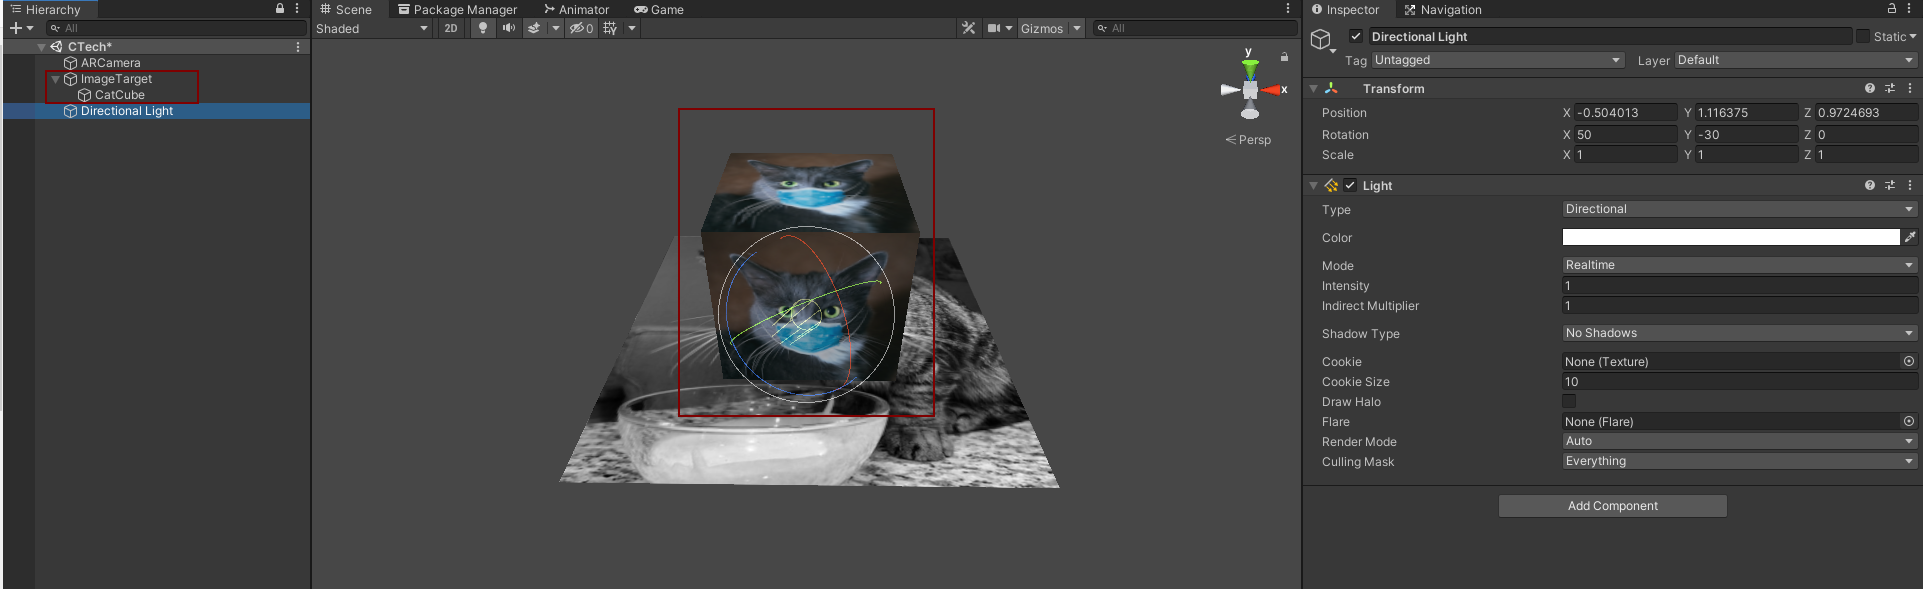 Hierarchy
All
CTech*
ARCamera
ImageTarget
CatCube
Directional Light
Scene
Package Manager
Animator
Game
Shaded
2D
0
Gizmos
All
y
x
Persp
Inspector
Navigation
Directional Light
Static
Tag Untagged Layer Default
Transform
Position X -0.504013 Y 1.116375 Z 0.9724693
Rotation X 50 Y -30 Z 0
Scale X 1 Y 1 Z 1
Light
Type Directional
Color
Mode Realtime
Intensity 1
Indirect Multiplier 1
Shadow Type No Shadows
Cookie None (Texture)
Cookie Size 10
Draw Halo
Flare None (Flare)
Render Mode Auto
Culling Mask Everything
Add Component